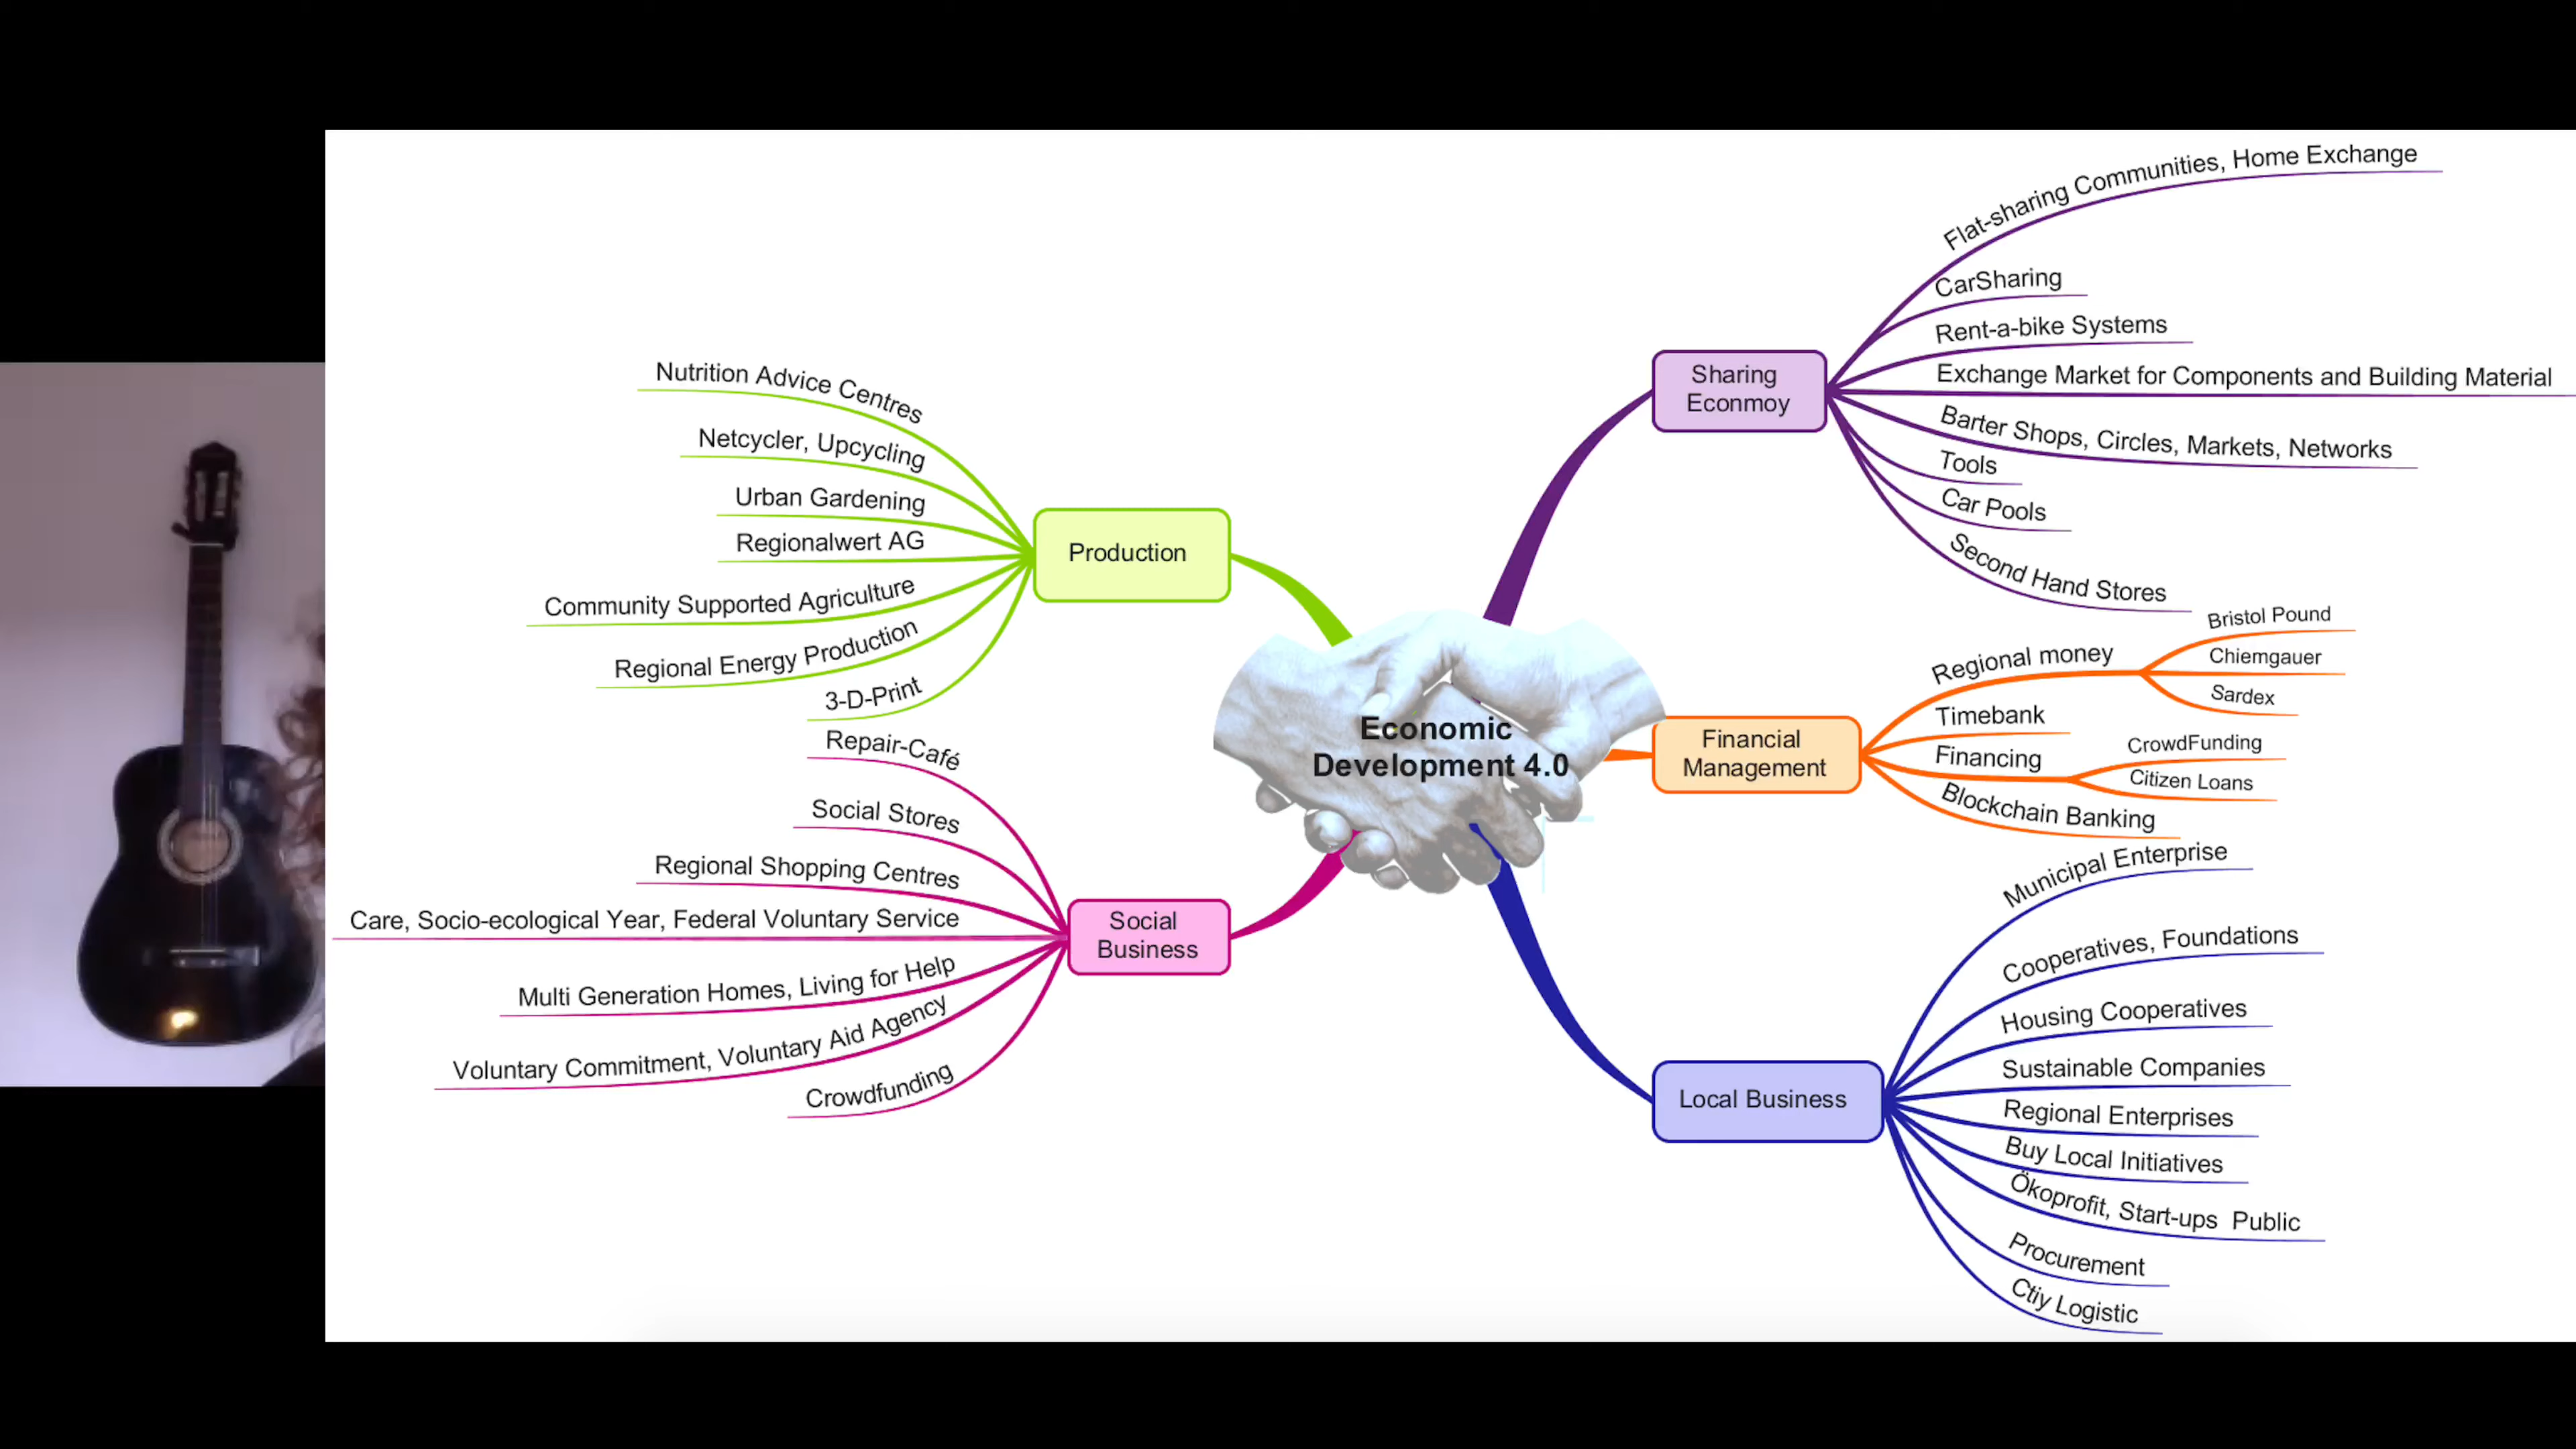 Economic
Development 4.0
Production
Nutrition Advice Centres
Netcycler, Upcycling
Urban Gardening
Regionalwert AG
Community Supported Agriculture
Regional Energy Production
3-D-Print
Social
Business
Repair-Café
Social Stores
Regional Shopping Centres
Care, Socio-ecological Year, Federal Voluntary Service
Multi Generation Homes, Living for Help
Voluntary Commitment, Voluntary Aid Agency
Crowdfunding
Sharing
Econmoy
Flat-sharing Communities, Home Exchange
CarSharing
Rent-a-bike Systems
Exchange Market for Components and Building Material
Barter Shops, Circles, Markets, Networks
Tools
Car Pools
Second Hand Stores
Financial
Management
Regional money
Bristol Pound
Chiemgauer
Sardex
Timebank
Financing
CrowdFunding
Citizen Loans
Blockchain Banking
Local Business
Municipal Enterprise
Cooperatives, Foundations
Housing Cooperatives
Sustainable Companies
Regional Enterprises
Buy Local Initiatives
Ökoprofit, Start-ups  Public
Procurement
Ctiy Logistic